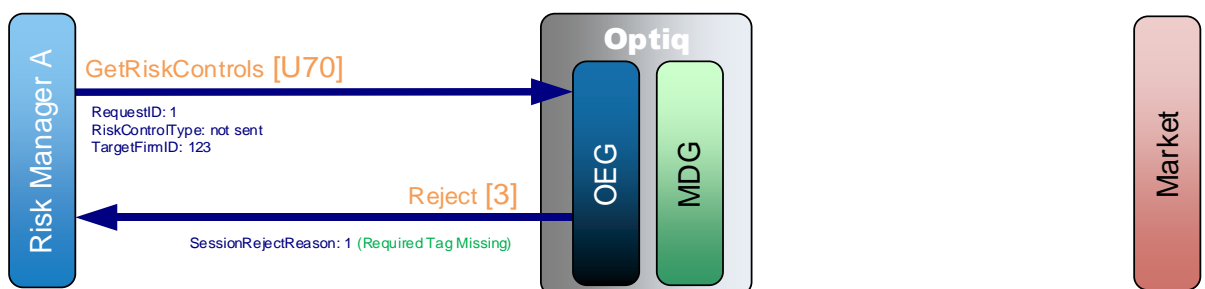 Risk Manager A
GetRiskControls [U70]
RequestID: 1
RiskControlType: not sent
TargetFirmID: 123
Reject [3]
SessionRejectReason: 1 (Required Tag Missing)
Optiq
OEG
MDG
Market